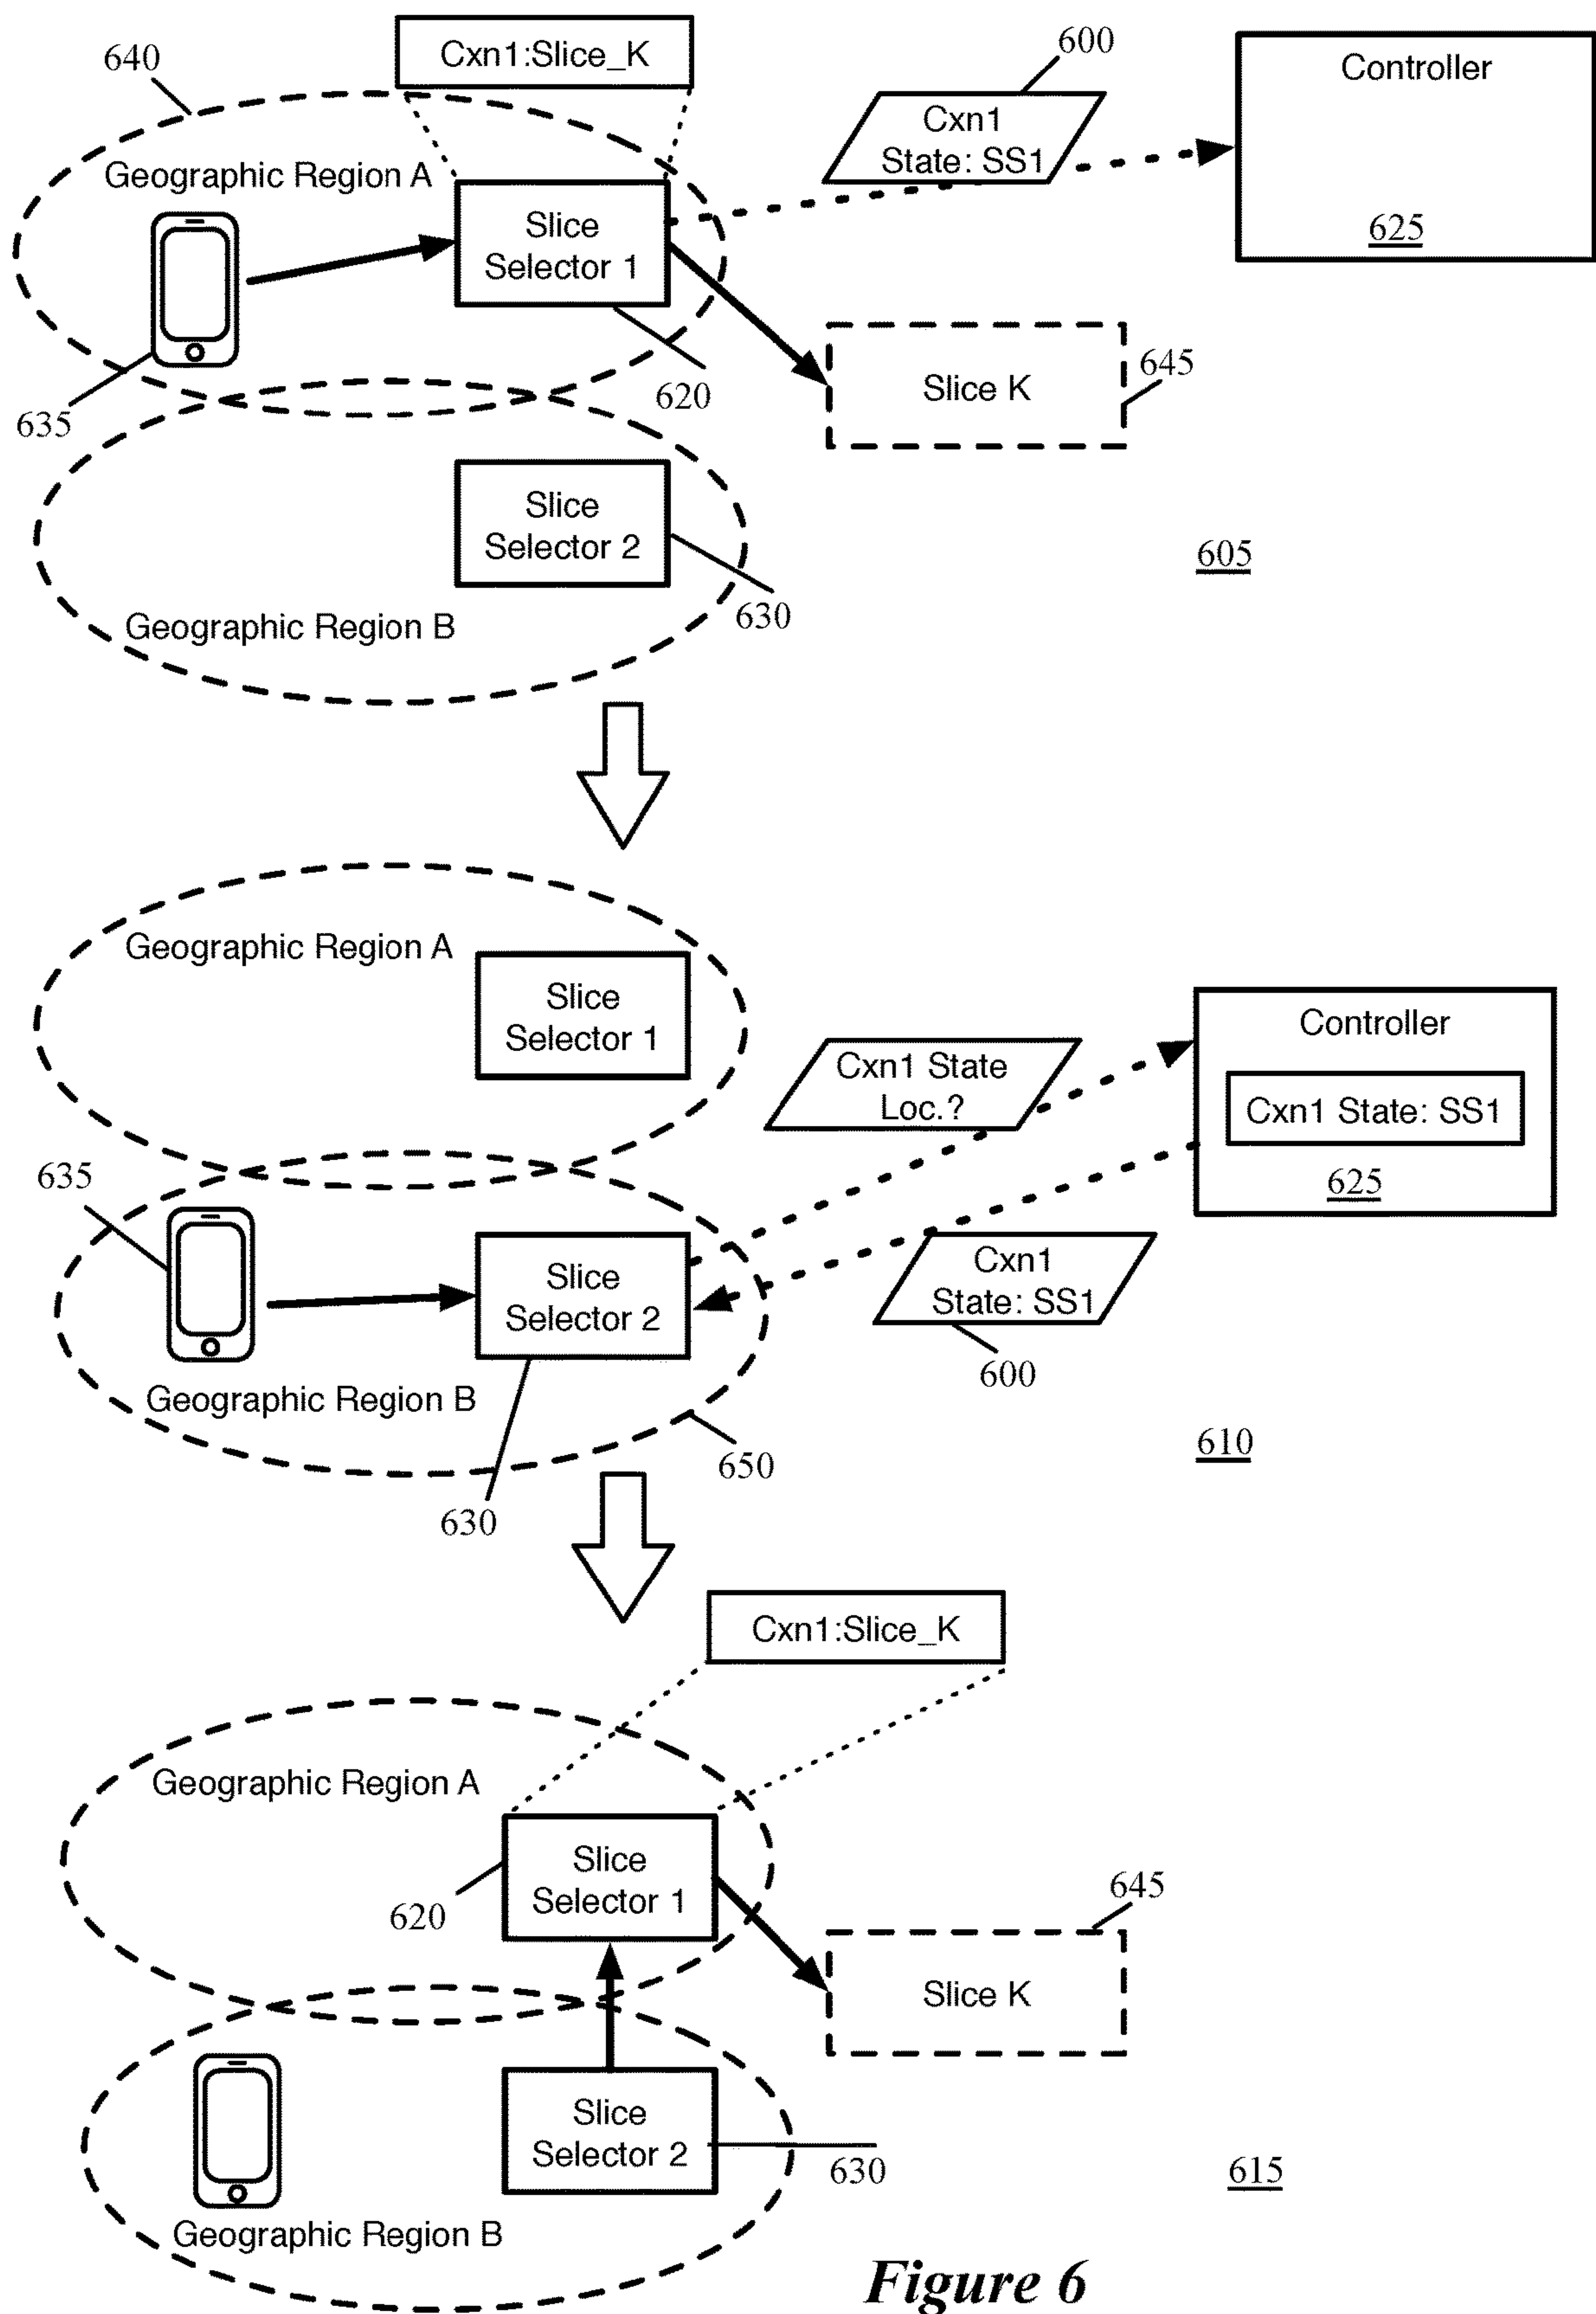 Cxn1:Slice_K
600
Controller
640
Cxn1
State: SS1
Geographic Region A
Slice
Selector 1
625
645
620
Slice K
635
Slice
Selector 2
605
630
Geographic Region B
Geographic Region A
Slice
Selector 1
Controller
Cxn1 State
Loc.?
Cxn1 State: SS1
635
625
Slice
Selector 2
Cxn1
State: SS1
600
Geographic Region B
650
610
630
Cxn1:Slice_K
Geographic Region A
Slice
Selector 1
645
620
Slice K
Slice
Selector 2
630
615
Geographic Region B
Figure 6